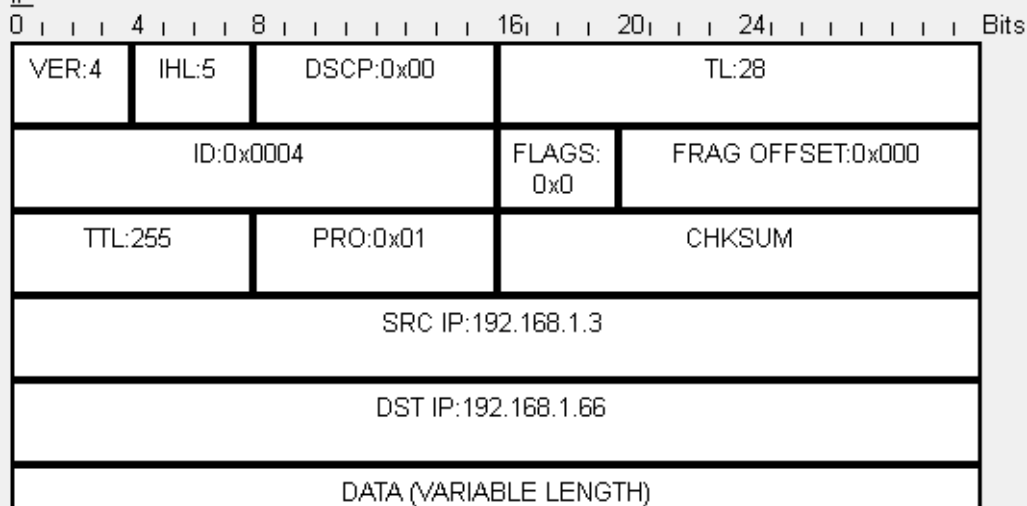 IP
0 4 8 16 20 24 Bits
VER:4 IHL:5 DSCP:0x00 TL:28
ID:0x0004 FLAGS: FRAG OFFSET:0x000
0x0
TTL:255 PRO:0x01 CHKSUM
SRC IP:192.168.1.3
DST IP:192.168.1.66
DATA (VARIABLE LENGTH)